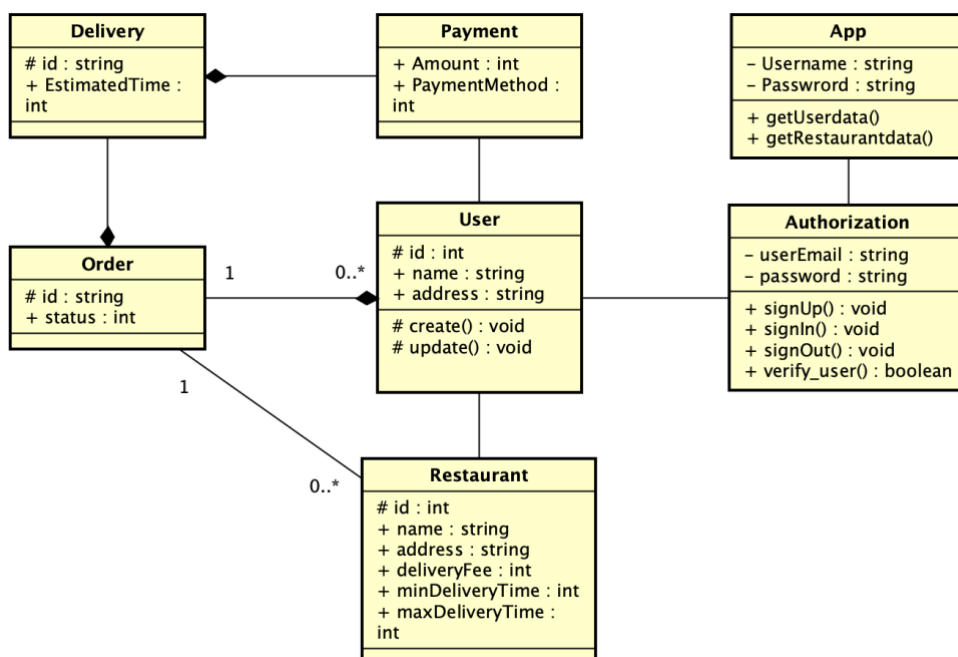 Delivery
# id : string
+ EstimatedTime :
int
Payment
+ Amount : int
+ PaymentMethod :
int
App
– Username : string
– Passwrord : string
+ getUserdata()
+ getRestaurantdata()
Order
# id : string
+ status : int
1
0..*
User
# id : int
+ name : string
+ address : string
# create() : void
# update() : void
Authorization
– userEmail : string
– password : string
+ signUp() : void
+ signIn() : void
+ signOut() : void
+ verify_user() : boolean
1
0..*
Restaurant
# id : int
+ name : string
+ address : string
+ deliveryFee : int
+ minDeliveryTime : int
+ maxDeliveryTime :
int